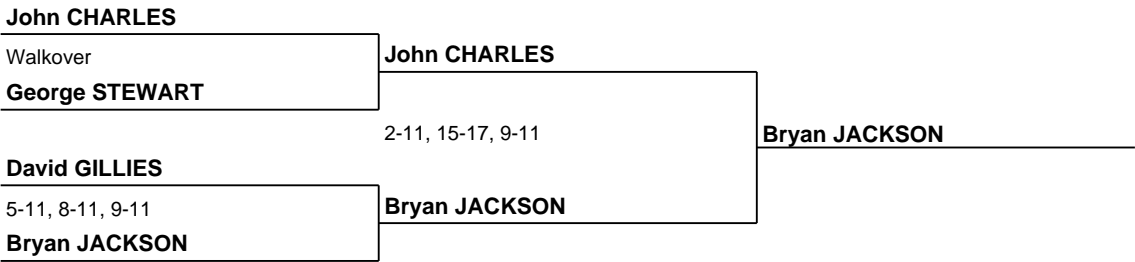 John CHARLES
Walkover
George STEWART
John CHARLES
2-11, 15-17, 9-11
Bryan JACKSON
David GILLIES
5-11, 8-11, 9-11
Bryan JACKSON
Bryan JACKSON